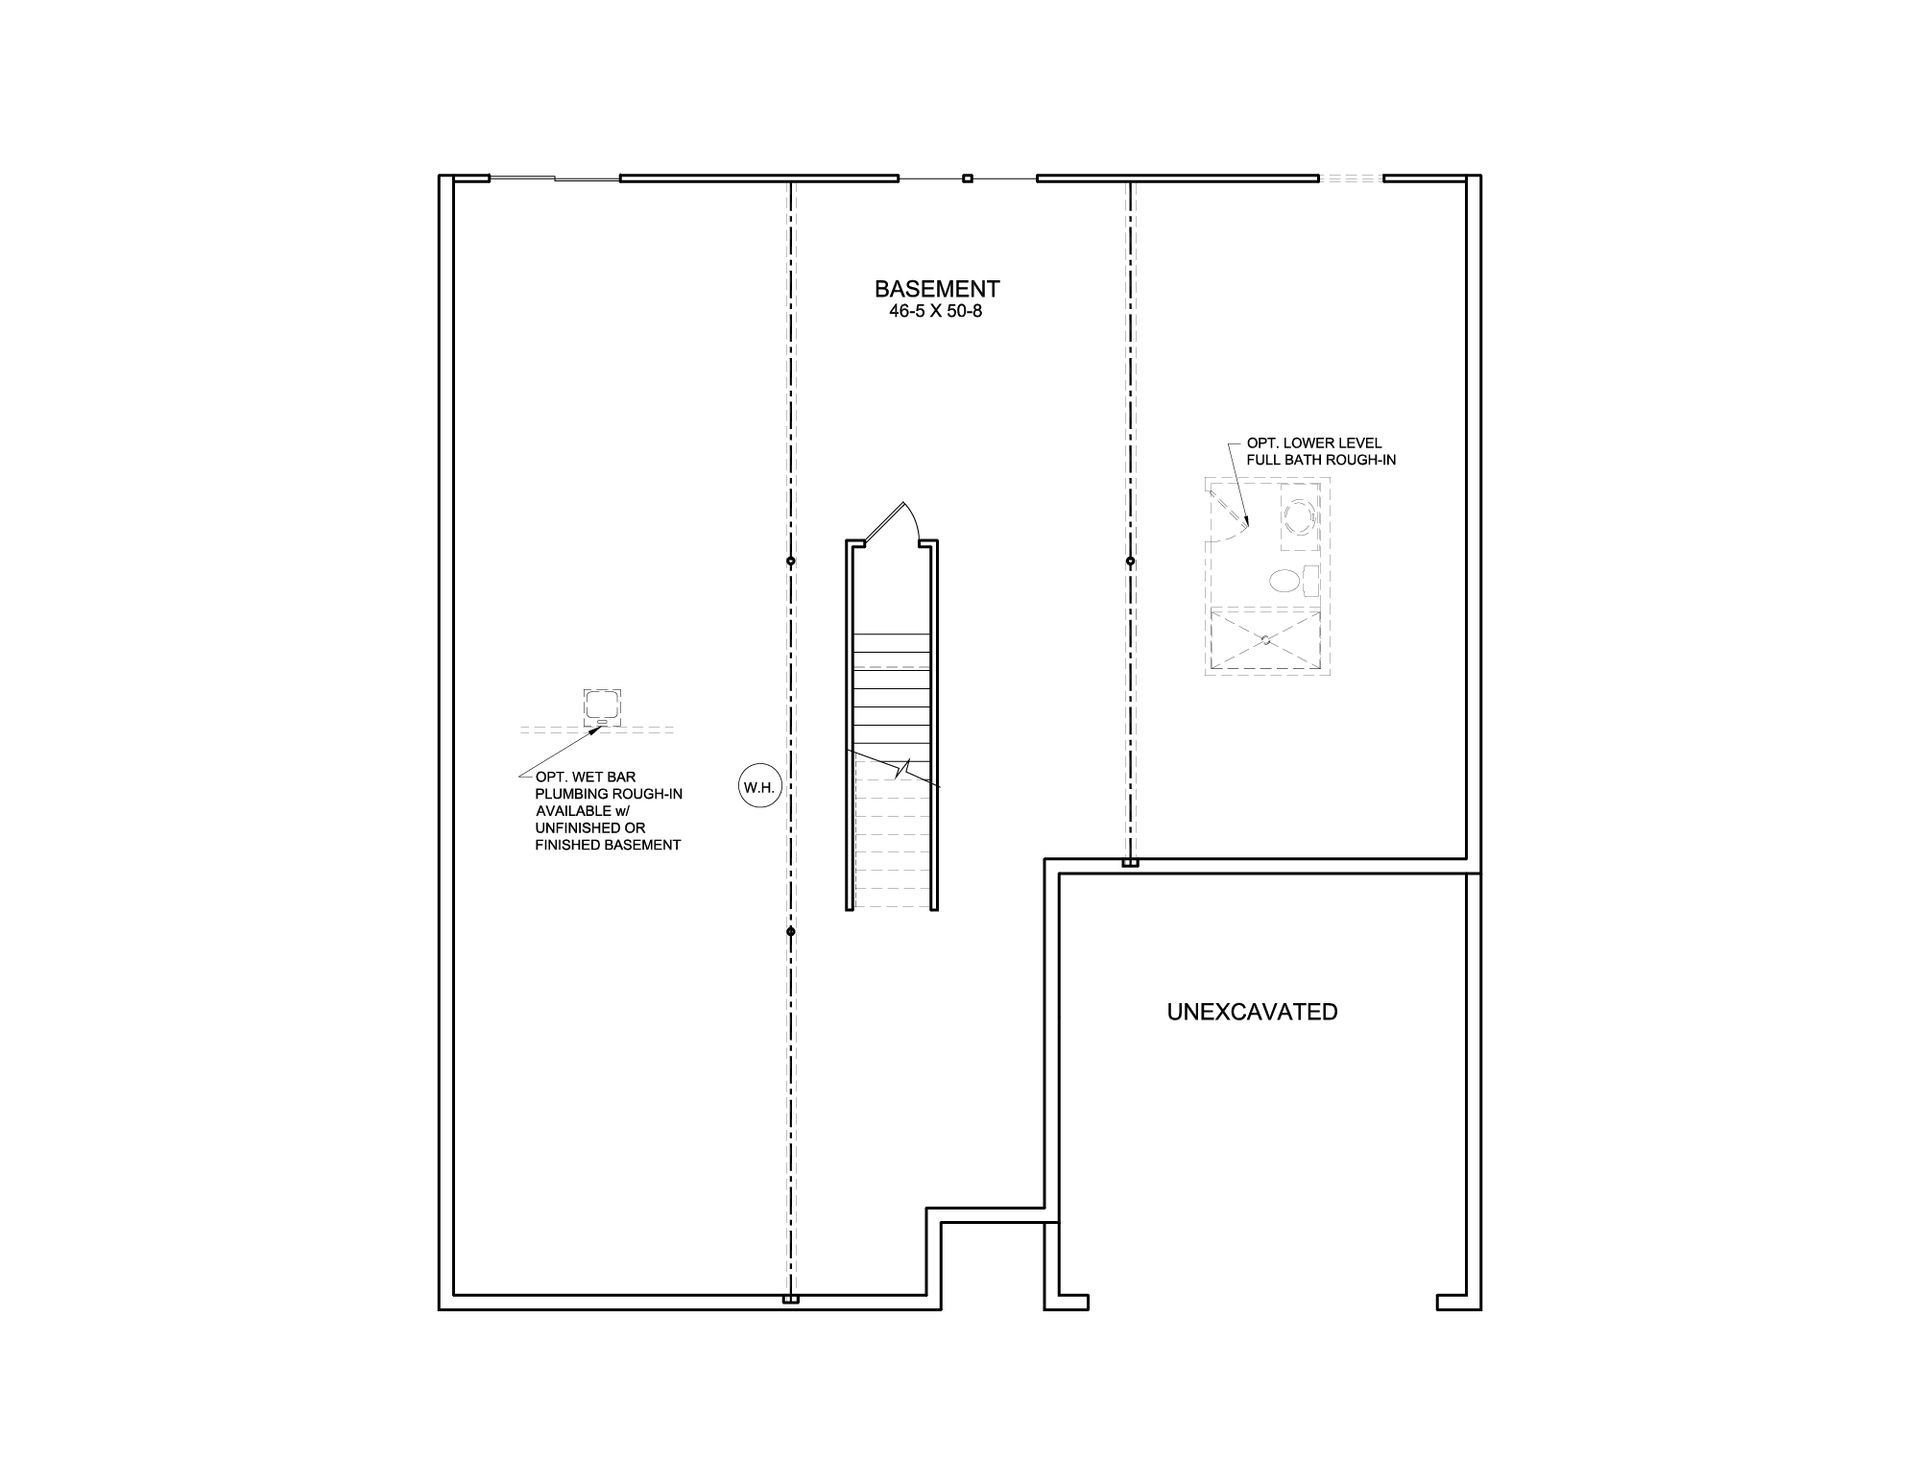 BASEMENT
46-5 X 50-8
OPT. LOWER LEVEL
FULL BATH ROUGH-IN
OPT. WET BAR
PLUMBING ROUGH-IN
AVAILABLE w/
UNFINISHED OR
FINISHED BASEMENT
W.H.
UNEXCAVATED